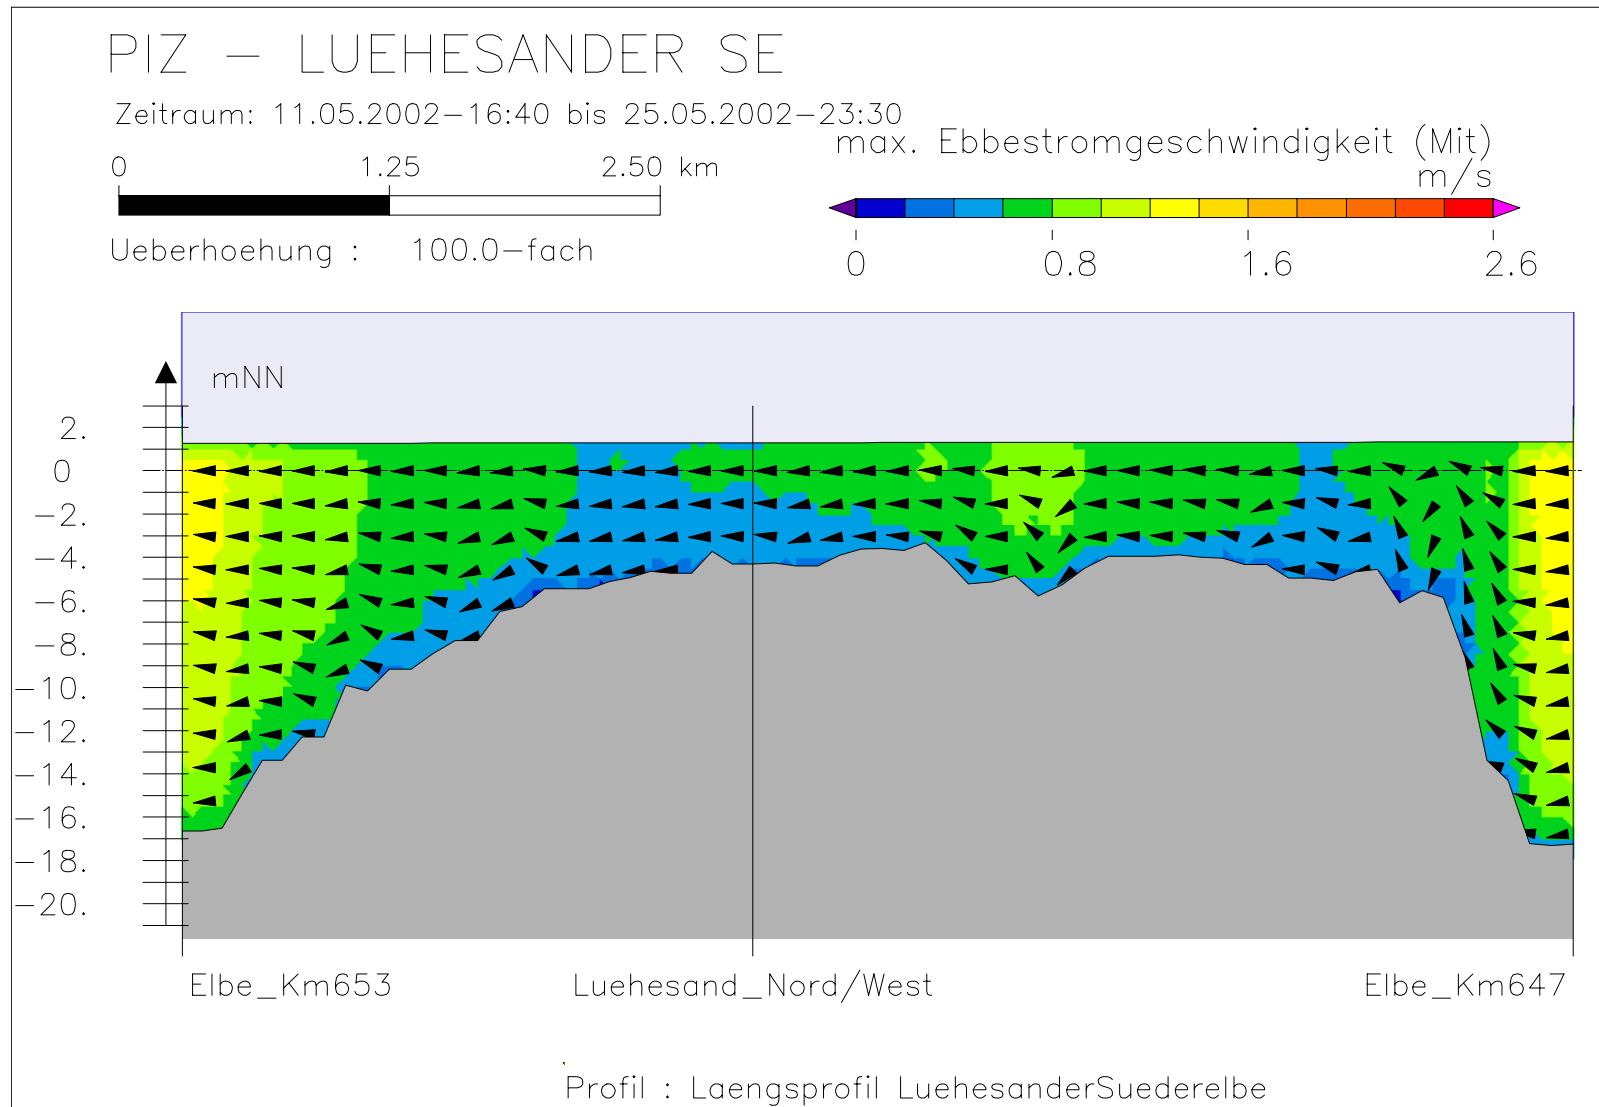 PIZ - LUEHESANDER SE
Zeitraum: 11.05.2002-16:40 bis 25.05.2002-23:30
0 1.25 2.50 km
Ueberhoehung : 100.0-fach
max. Ebbestromgeschwindigkeit (Mit)
m/s
0 0.8 1.6 2.6
mNN
2.
0
-2.
-4.
-6.
-8.
-10.
-12.
-14.
-16.
-18.
-20.
Elbe_Km653 Luehesand_Nord/West Elbe_Km647
Profil : Laengsprofil LuehesanderSuederelbe